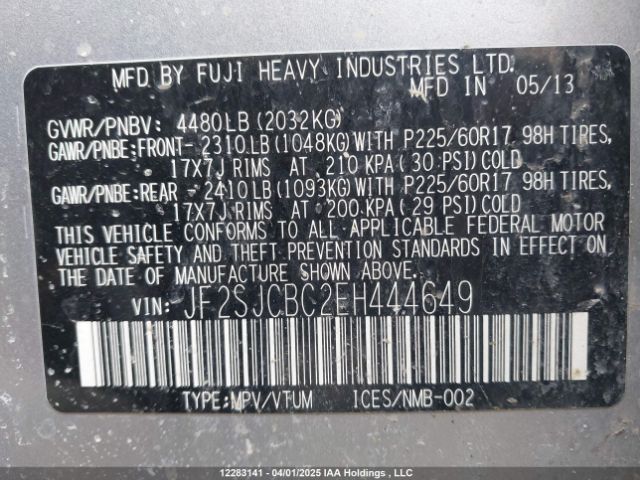 MFD BY FUJI HEAVY INDUSTRIES LTD.
MFD IN 05/13
GVWR/PNBV: 4480LB(2032KG)
GAWR/PNBE:FRONT- 2310LB(1048KG)WITH P225/60R17 98H TIRES,
17X7J RIMS AT 210 KPA(30 PSI)COLD
GAWR/PNBE:REAR - 2410LB(1093KG)WITH P225/60R17 98H TIRES,
17X7J RIMS AT 200 KPA(29 PSI)COLD
THIS VEHICLE CONFORMS TO ALL APPLICABLE FEDERAL MOTOR
VEHICLE SAFETY AND THEFT PREVENTION STANDARDS IN EFFECT ON
THE DATE OF MANUFACTURE SHOWN ABOVE.
VIN: JF2SJCBC2EH444649
TYPE:MPV/VTUM ICES/NMB-002
12283141 - 04/01/2025 IAA Holdings , LLC